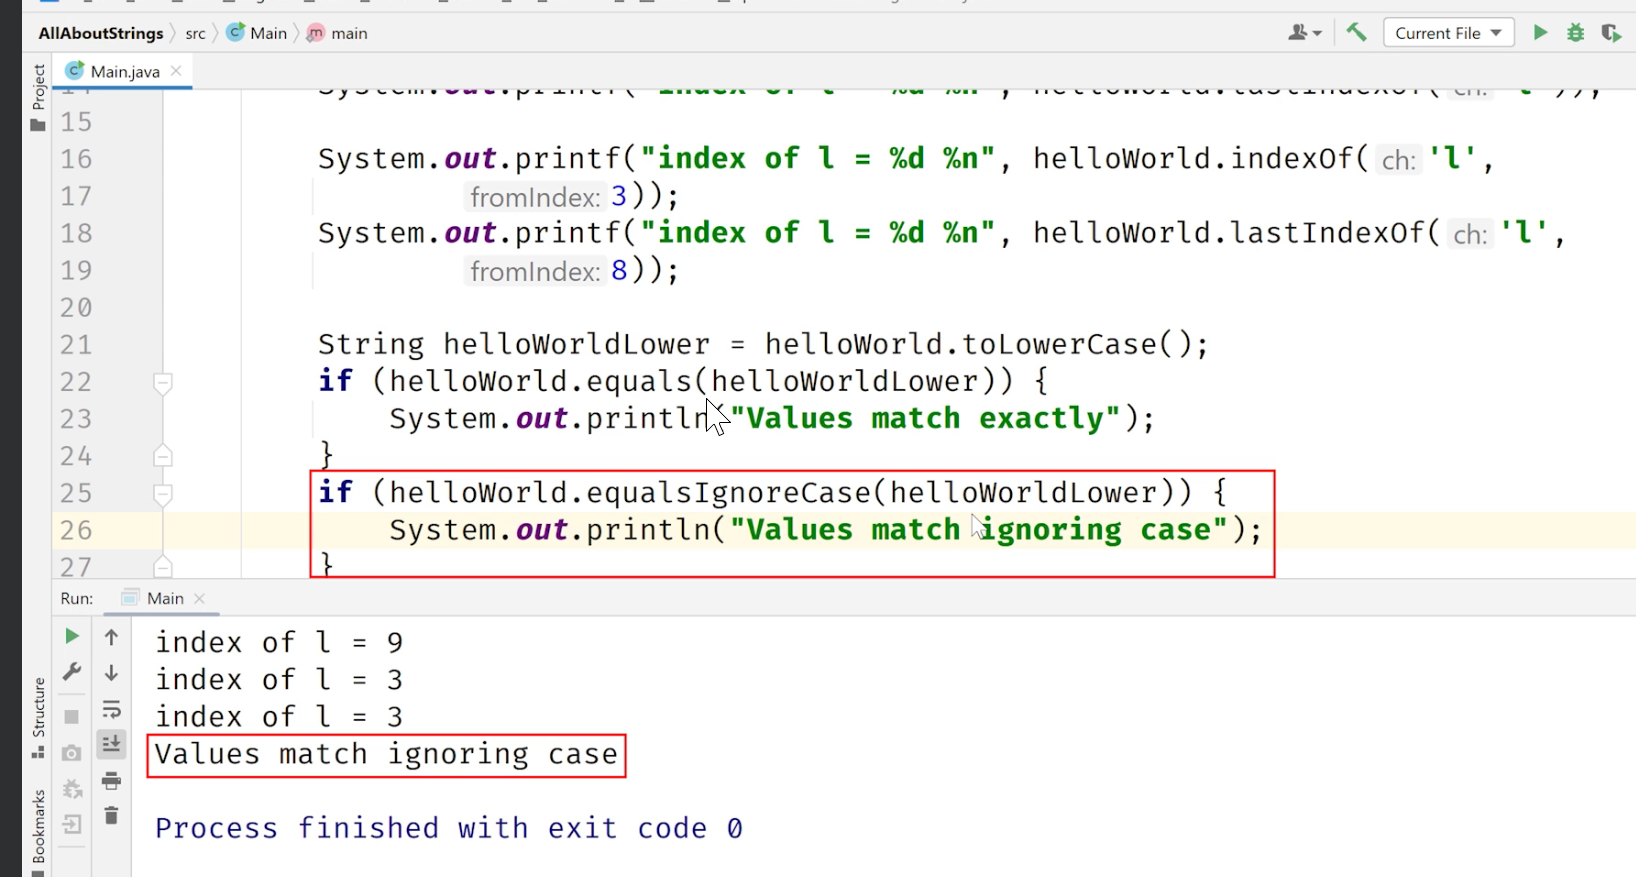 AllAboutStrings src Main main
Current File
Main.java
Project
15
16 System.out.printf("index of l = %d %n", helloWorld.indexOf( ch: 'l',
17 fromIndex: 3));
18 System.out.printf("index of l = %d %n", helloWorld.lastIndexOf( ch: 'l',
19 fromIndex: 8));
20
21 String helloWorldLower = helloWorld.toLowerCase();
22 if (helloWorld.equals(helloWorldLower)) {
23 System.out.println("Values match exactly");
24 }
25 if (helloWorld.equalsIgnoreCase(helloWorldLower)) {
26 System.out.println("Values match ignoring case");
27 }
Run: Main
index of l = 9
index of l = 3
index of l = 3
Values match ignoring case
Process finished with exit code 0
Structure
Bookmarks